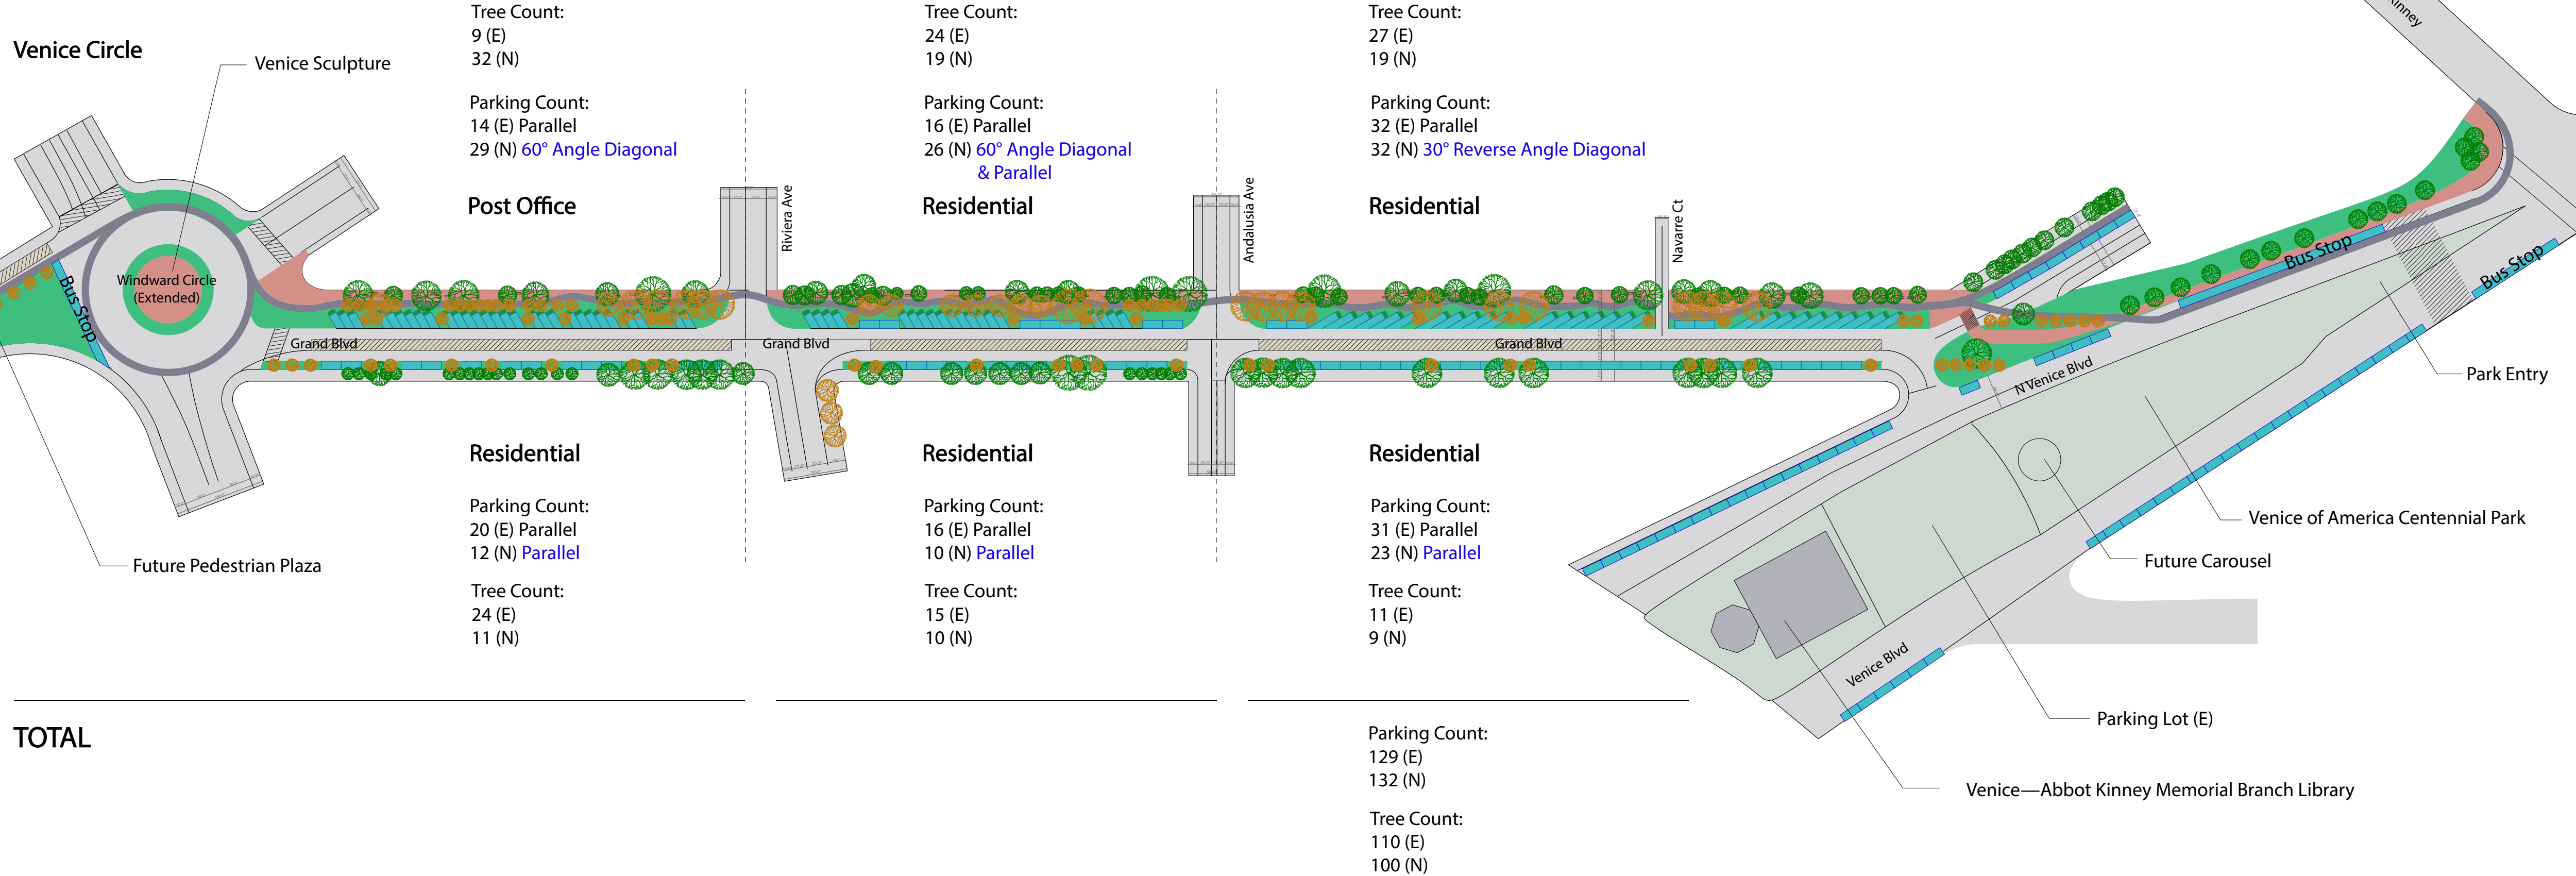 Venice Circle
Venice Sculpture
Tree Count:
9 (E)
32 (N)
Parking Count:
14 (E) Parallel
29 (N) 60° Angle Diagonal
Post Office
Tree Count:
24 (E)
19 (N)
Parking Count:
16 (E) Parallel
26 (N) 60° Angle Diagonal
& Parallel
Residential
Tree Count:
27 (E)
19 (N)
Parking Count:
32 (E) Parallel
32 (N) 30° Reverse Angle Diagonal
Residential
Kinney
Riviera Ave
Andalusia Ave
Navarre Ct
Windward Circle
(Extended)
Bus Stop
Bus Stop
Bus Stop
Grand Blvd
Grand Blvd
Grand Blvd
N Venice Blvd
Park Entry
Residential
Parking Count:
20 (E) Parallel
12 (N) Parallel
Tree Count:
24 (E)
11 (N)
Residential
Parking Count:
16 (E) Parallel
10 (N) Parallel
Tree Count:
15 (E)
10 (N)
Residential
Parking Count:
31 (E) Parallel
23 (N) Parallel
Tree Count:
11 (E)
9 (N)
Future Pedestrian Plaza
Venice of America Centennial Park
Future Carousel
Venice Blvd
Parking Lot (E)
Venice—Abbot Kinney Memorial Branch Library
TOTAL
Parking Count:
129 (E)
132 (N)
Tree Count:
110 (E)
100 (N)